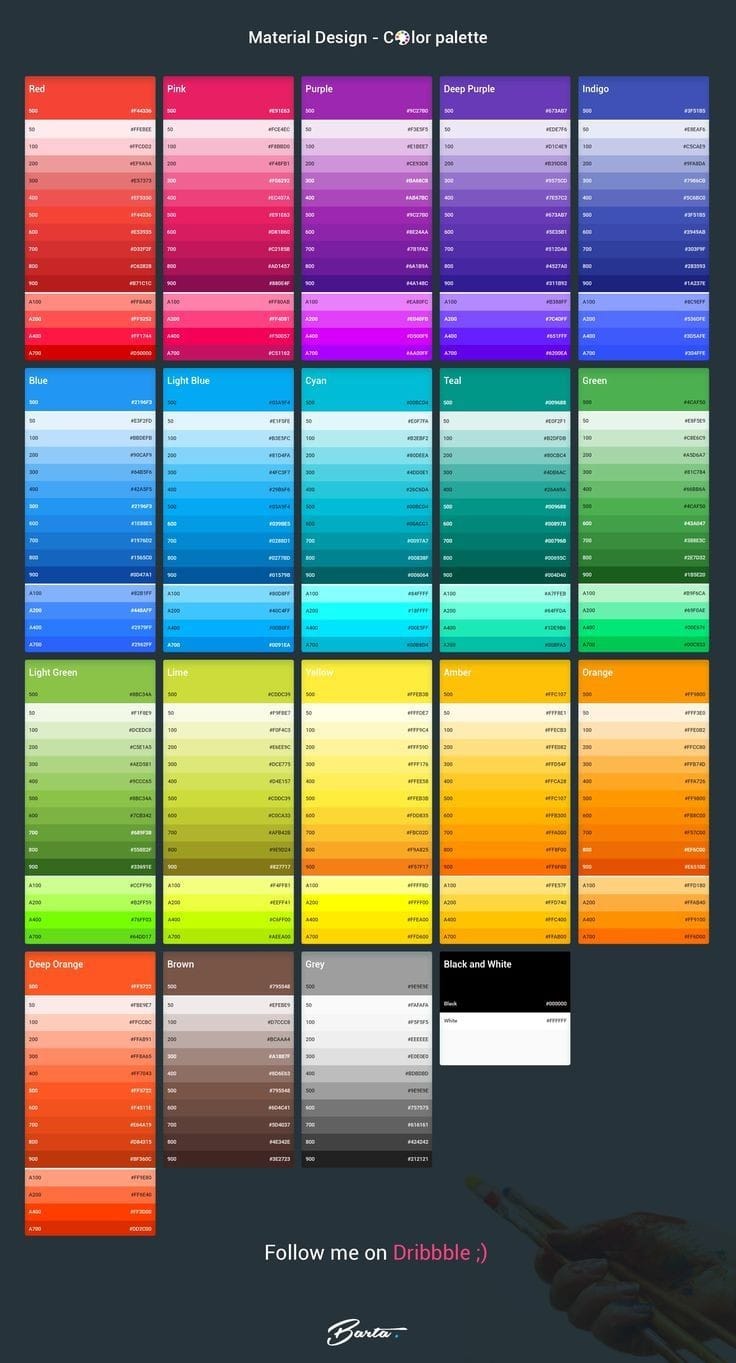 Material Design - Color palette
Red
500 #F44336
50 #FFEBEE
100 #FFCDD2
200 #EF9A9A
300 #E57373
400 #EF5350
500 #F44336
600 #E53935
700 #D32F2F
800 #C62828
900 #B71C1C
A100 #FF8A80
A200 #FF5252
A400 #FF1744
A700 #D50000
Pink
500 #E91E63
50 #FCE4EC
100 #F8BBD0
200 #F48FB1
300 #F06292
400 #EC407A
500 #E91E63
600 #D81B60
700 #C2185B
800 #AD1457
900 #880E4F
A100 #FF80AB
A200 #FF4081
A400 #F50057
A700 #C51162
Purple
500 #9C27B0
50 #F3E5F5
100 #E1BEE7
200 #CE93D8
300 #BA68C8
400 #AB47BC
500 #9C27B0
600 #8E24AA
700 #7B1FA2
800 #6A1B9A
900 #4A148C
A100 #EA80FC
A200 #E040FB
A400 #D500F9
A700 #AA00FF
Deep Purple
500 #673AB7
50 #EDE7F6
100 #D1C4E9
200 #B39DDB
300 #9575CD
400 #7E57C2
500 #673AB7
600 #5E35B1
700 #512DA8
800 #4527A0
900 #311B92
A100 #B388FF
A200 #7C4DFF
A400 #651FFF
A700 #6200EA
Indigo
500 #3F51B5
50 #E8EAF6
100 #C5CAE9
200 #9FA8DA
300 #7986CB
400 #5C6BC0
500 #3F51B5
600 #3949AB
700 #303F9F
800 #283593
900 #1A237E
A100 #8C9EFF
A200 #536DFE
A400 #3D5AFE
A700 #304FFE
Blue
500 #2196F3
50 #E3F2FD
100 #BBDEFB
200 #90CAF9
300 #64B5F6
400 #42A5F5
500 #2196F3
600 #1E88E5
700 #1976D2
800 #1565C0
900 #0D47A1
A100 #82B1FF
A200 #448AFF
A400 #2979FF
A700 #2962FF
Light Blue
500 #03A9F4
50 #E1F5FE
100 #B3E5FC
200 #81D4FA
300 #4FC3F7
400 #29B6F6
500 #03A9F4
600 #039BE5
700 #0288D1
800 #0277BD
900 #01579B
A100 #80D8FF
A200 #40C4FF
A400 #00B0FF
A700 #0091EA
Cyan
500 #00BCD4
50 #E0F7FA
100 #B2EBF2
200 #80DEEA
300 #4DD0E1
400 #26C6DA
500 #00BCD4
600 #00ACC1
700 #0097A7
800 #00838F
900 #006064
A100 #84FFFF
A200 #18FFFF
A400 #00E5FF
A700 #00B8D4
Teal
500 #009688
50 #E0F2F1
100 #B2DFDB
200 #80CBC4
300 #4DB6AC
400 #26A69A
500 #009688
600 #00897B
700 #00796B
800 #00695C
900 #004D40
A100 #A7FFEB
A200 #64FFDA
A400 #1DE9B6
A700 #00BFA5
Green
500 #4CAF50
50 #E8F5E9
100 #C8E6C9
200 #A5D6A7
300 #81C784
400 #66BB6A
500 #4CAF50
600 #43A047
700 #388E3C
800 #2E7D32
900 #1B5E20
A100 #B9F6CA
A200 #69F0AE
A400 #00E676
A700 #00C853
Light Green
500 #8BC34A
50 #F1F8E9
100 #DCEDC8
200 #C5E1A5
300 #AED581
400 #9CCC65
500 #8BC34A
600 #7CB342
700 #689F38
800 #558B2F
900 #33691E
A100 #CCFF90
A200 #B2FF59
A400 #76FF03
A700 #64DD17
Lime
500 #CDDC39
50 #F9FBE7
100 #F0F4C3
200 #E6EE9C
300 #DCE775
400 #D4E157
500 #CDDC39
600 #C0CA33
700 #AFB42B
800 #9E9D24
900 #827717
A100 #F4FF81
A200 #EEFF41
A400 #C6FF00
A700 #AEEA00
Yellow
500 #FFEB3B
50 #FFFDE7
100 #FFF9C4
200 #FFF59D
300 #FFF176
400 #FFEE58
500 #FFEB3B
600 #FDD835
700 #FBC02D
800 #F9A825
900 #F57F17
A100 #FFFF8D
A200 #FFFF00
A400 #FFEA00
A700 #FFD600
Amber
500 #FFC107
50 #FFF8E1
100 #FFECB3
200 #FFE082
300 #FFD54F
400 #FFCA28
500 #FFC107
600 #FFB300
700 #FFA000
800 #FF8F00
900 #FF6F00
A100 #FFE57F
A200 #FFD740
A400 #FFC400
A700 #FFAB00
Orange
500 #FF9800
50 #FFF3E0
100 #FFE0B2
200 #FFCC80
300 #FFB74D
400 #FFA726
500 #FF9800
600 #FB8C00
700 #F57C00
800 #EF6C00
900 #E65100
A100 #FFD180
A200 #FFAB40
A400 #FF9100
A700 #FF6D00
Deep Orange
500 #FF5722
50 #FBE9E7
100 #FFCCBC
200 #FFAB91
300 #FF8A65
400 #FF7043
500 #FF5722
600 #F4511E
700 #E64A19
800 #D84315
900 #BF360C
A100 #FF9E80
A200 #FF6E40
A400 #FF3D00
A700 #DD2C00
Brown
500 #795548
50 #EFEBE9
100 #D7CCC8
200 #BCAAA4
300 #A1887F
400 #8D6E63
500 #795548
600 #6D4C41
700 #5D4037
800 #4E342E
900 #3E2723
Grey
500 #9E9E9E
50 #FAFAFA
100 #F5F5F5
200 #EEEEEE
300 #E0E0E0
400 #BDBDBD
500 #9E9E9E
600 #757575
700 #616161
800 #424242
900 #212121
Black and White
Black #000000
White #FFFFFF
Follow me on Dribbble ;)
Barta.